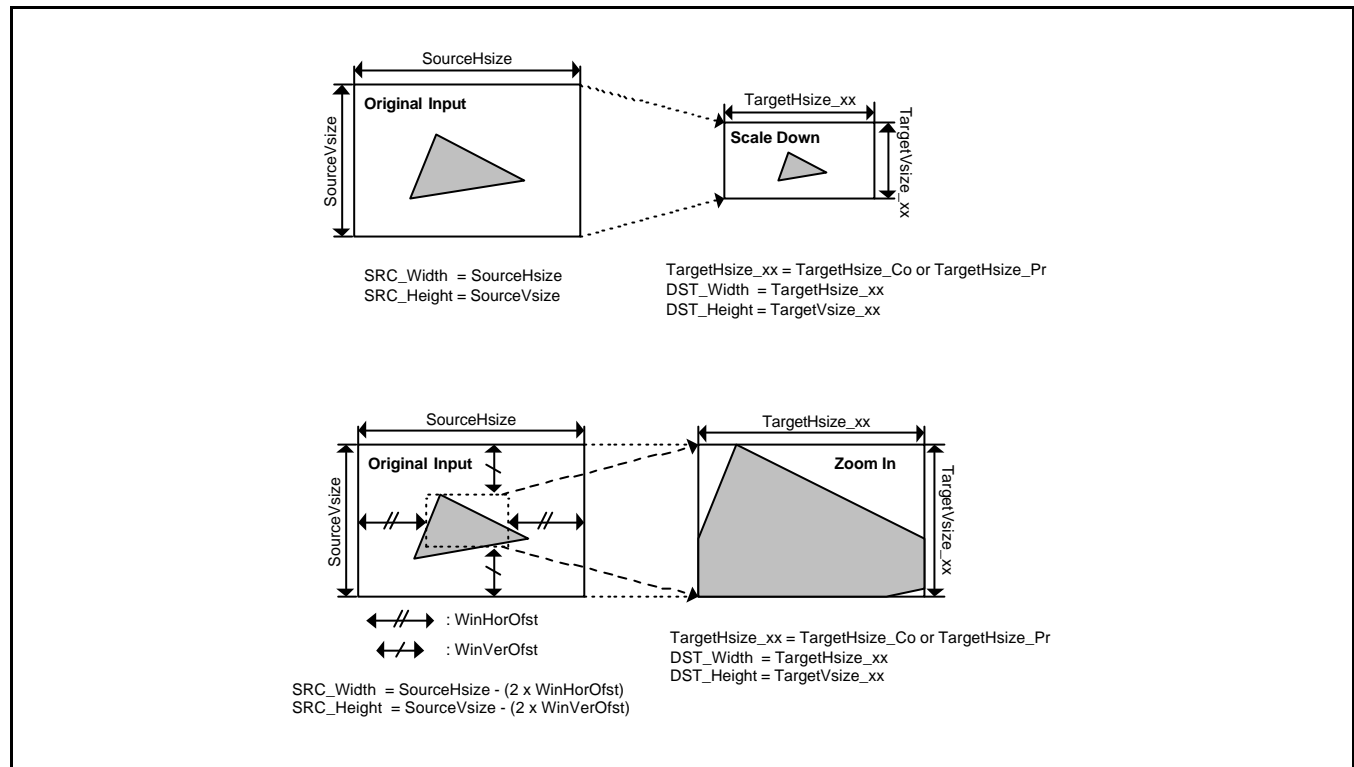 SourceHsize
Original Input
SourceVsize
TargetHsize_xx
Scale Down
TargetVsize_xx
SRC_Width = SourceHsize
SRC_Height = SourceVsize
TargetHsize_xx = TargetHsize_Co or TargetHsize_Pr
DST_Width = TargetHsize_xx
DST_Height = TargetVsize_xx
SourceHsize
Original Input
SourceVsize
TargetHsize_xx
Zoom In
TargetVsize_xx
: WinHorOfst
: WinVerOfst
SRC_Width = SourceHsize - (2 x WinHorOfst)
SRC_Height = SourceVsize - (2 x WinVerOfst)
TargetHsize_xx = TargetHsize_Co or TargetHsize_Pr
DST_Width = TargetHsize_xx
DST_Height = TargetVsize_xx